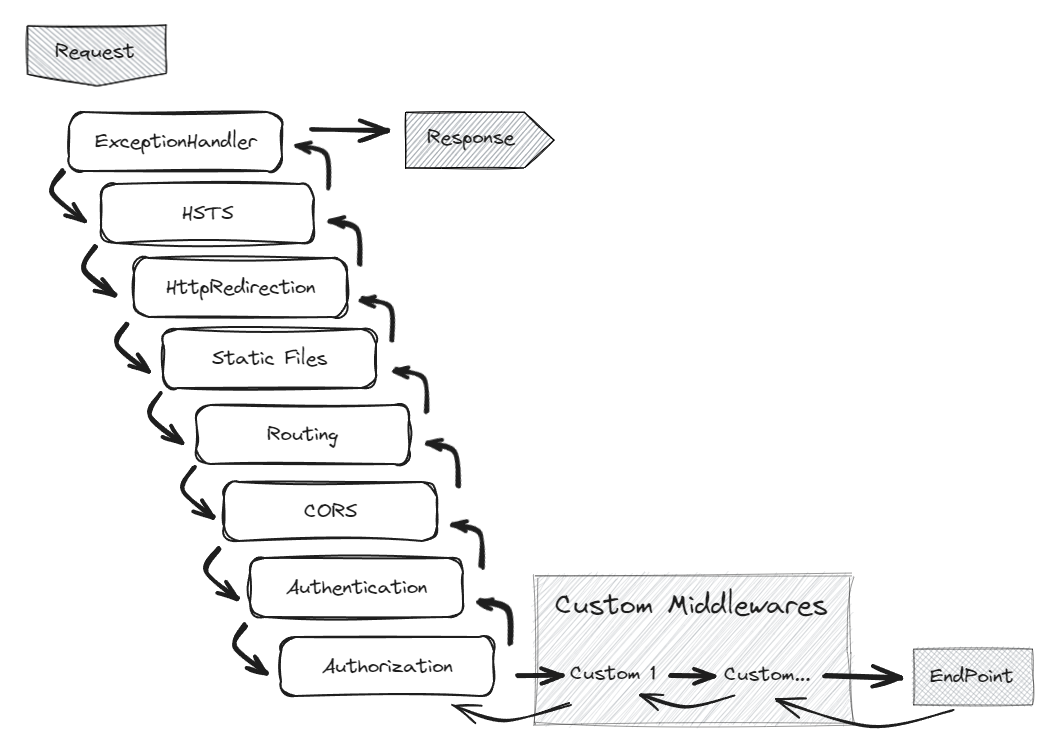 Request
ExceptionHandler
Response
HSTS
HttpRedirection
Static Files
Routing
CORS
Authentication
Custom Middlewares
Authorization
Custom 1
Custom...
EndPoint